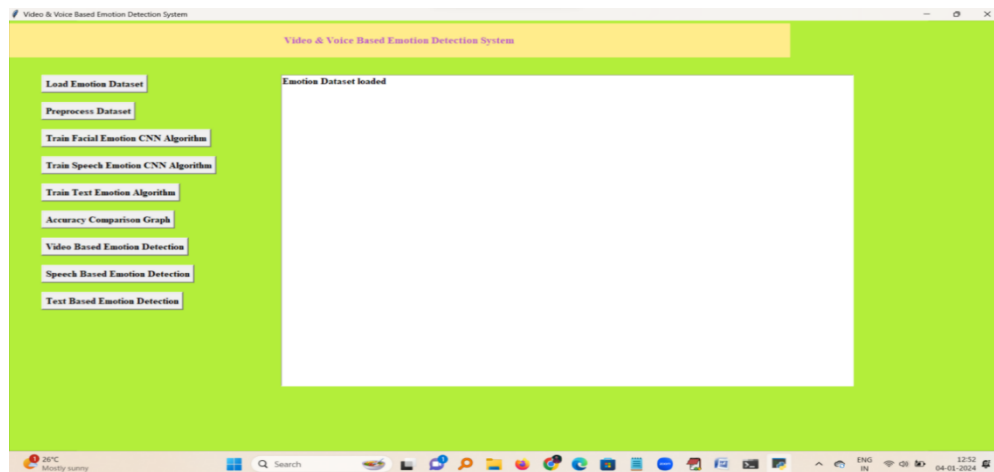 Video & Voice Based Emotion Detection System
Video & Voice Based Emotion Detection System
Load Emotion Dataset
Emotion Dataset loaded
Preprocess Dataset
Train Facial Emotion CNN Algorithm
Train Speech Emotion CNN Algorithm
Train Text Emotion Algorithm
Accuracy Comparison Graph
Video Based Emotion Detection
Speech Based Emotion Detection
Text Based Emotion Detection
26°C
Mostly sunny
Search
ENG
IN
12:52
04-01-2024